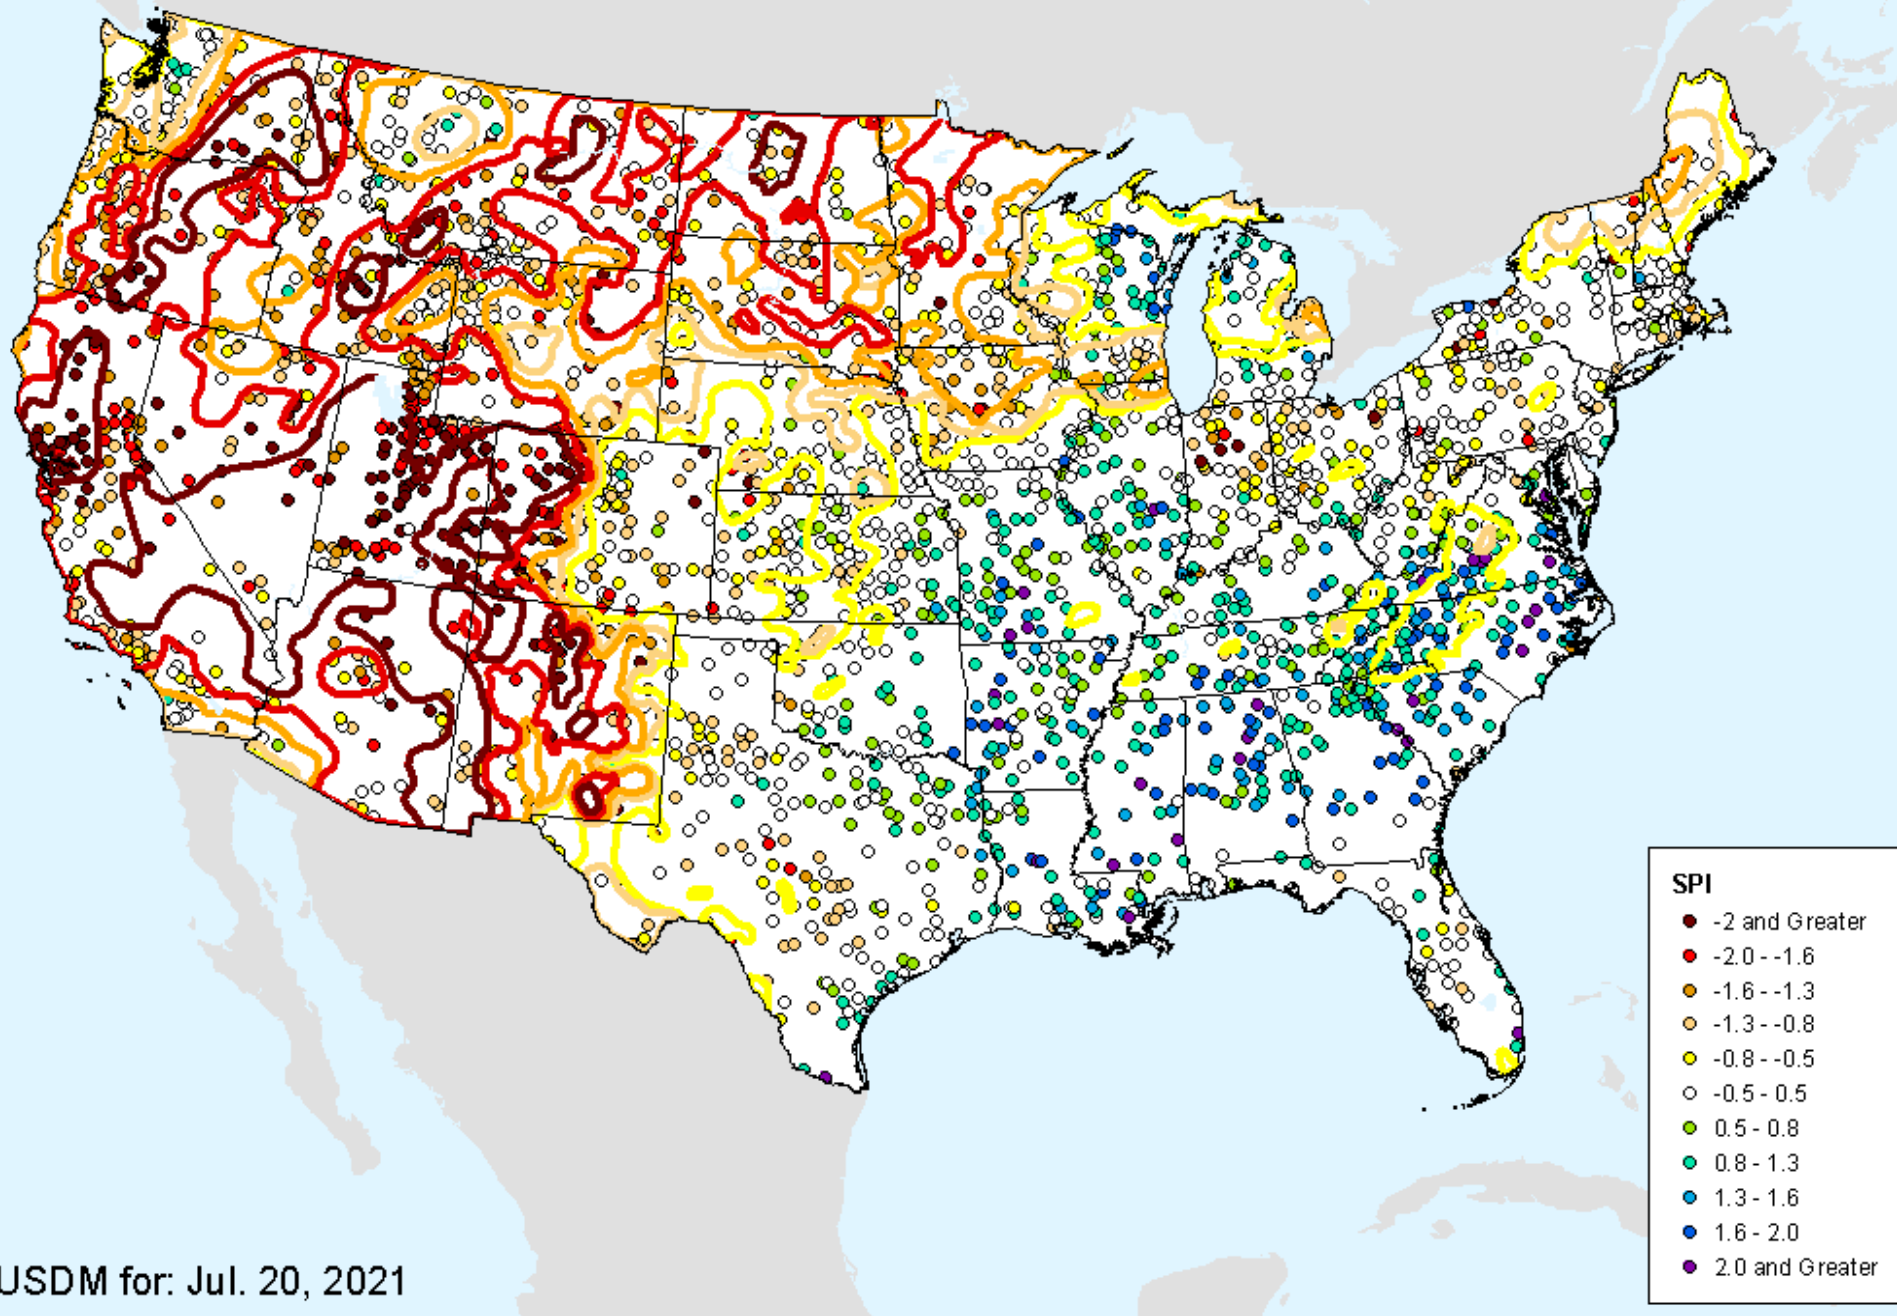 SPI
-2 and Greater
-2.0 - -1.6
-1.6 - -1.3
-1.3 - -0.8
-0.8 - -0.5
-0.5 - 0.5
0.5 - 0.8
0.8 - 1.3
1.3 - 1.6
1.6 - 2.0
2.0 and Greater
USDM for: Jul. 20, 2021